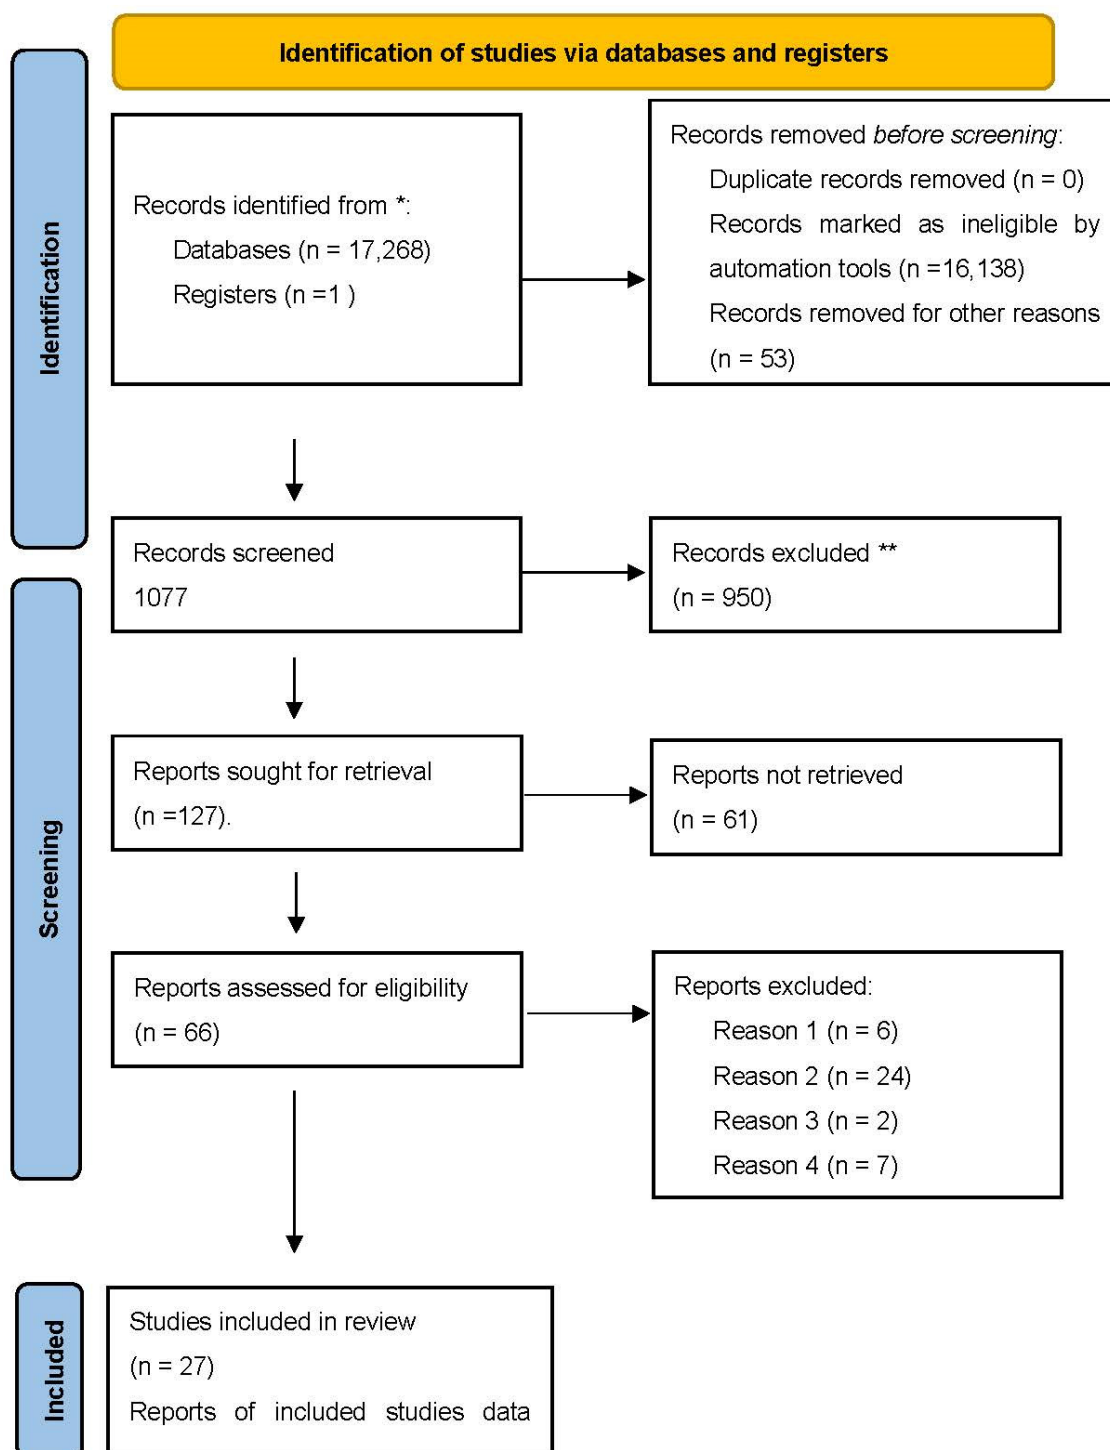 Identification of studies via databases and registers
Identification
Records identified from *:
Databases (n = 17,268)
Registers (n =1 )
Records removed before screening:
Duplicate records removed (n = 0)
Records marked as ineligible by
automation tools (n =16,138)
Records removed for other reasons
(n = 53)
Records screened
1077
Records excluded **
(n = 950)
Screening
Reports sought for retrieval
(n =127).
Reports not retrieved
(n = 61)
Reports assessed for eligibility
(n = 66)
Reports excluded:
Reason 1 (n = 6)
Reason 2 (n = 24)
Reason 3 (n = 2)
Reason 4 (n = 7)
Included
Studies included in review
(n = 27)
Reports of included studies data